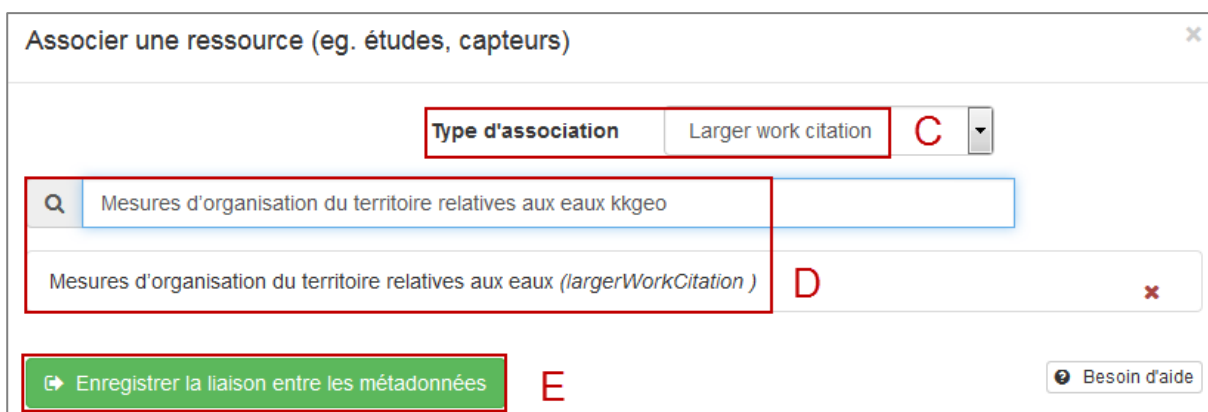 Associer une ressource (eg. études, capteurs)
Type d'association Larger work citation C
Mesures d’organisation du territoire relatives aux eaux kkgeo
Mesures d’organisation du territoire relatives aux eaux (largerWorkCitation ) D
Enregistrer la liaison entre les métadonnées E Besoin d'aide